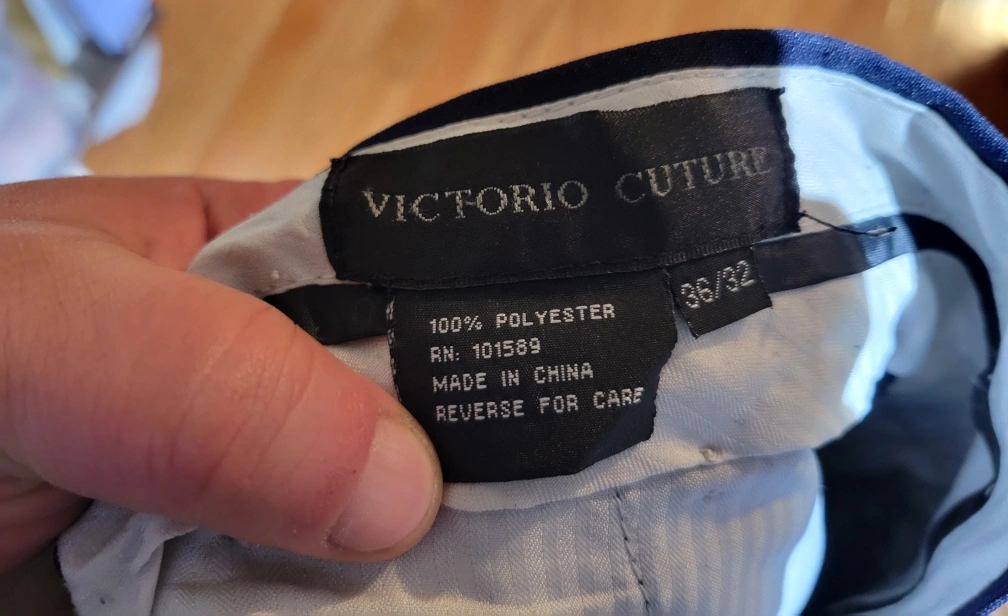 VICTORIO CUTURE
36/32
100% POLYESTER
RN: 101589
MADE IN CHINA
REVERSE FOR CARE